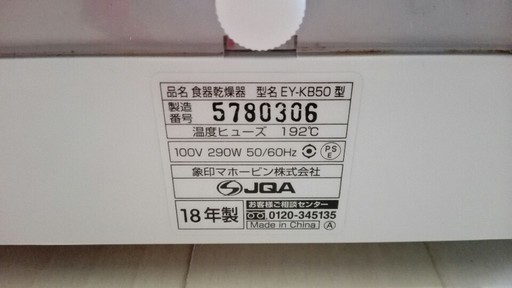 品名 食器乾燥器 型名 EY-KB50 型
製造番号 5780306
温度ヒューズ 192℃
100V 290W 50/60Hz PSE
象印マホービン株式会社
JQA
18年製 お客様ご相談センター
0120-345135
Made in China A